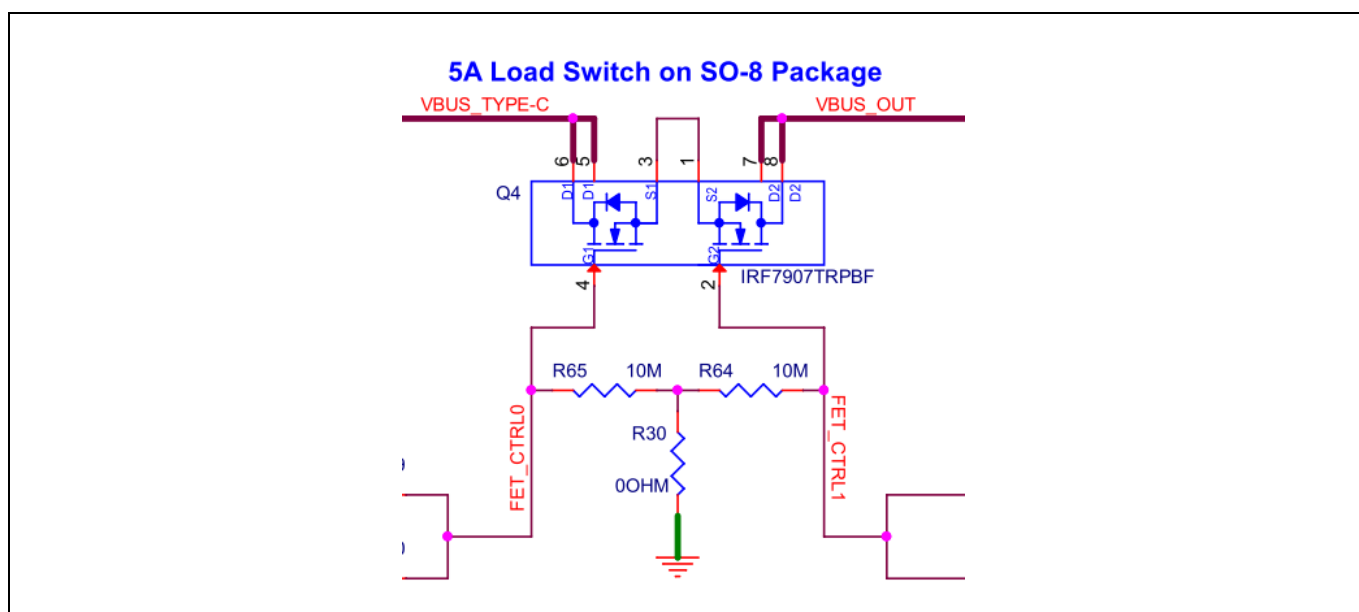 5A Load Switch on SO-8 Package
VBUS_TYPE-C
VBUS_OUT
6
5
3
1
7
8
Q4
D1
D1
S1
S2
D2
D2
G1
G2
IRF7907TRPBF
4
2
R65
10M
R64
10M
FET_CTRL0
R30
0OHM
FET_CTRL1